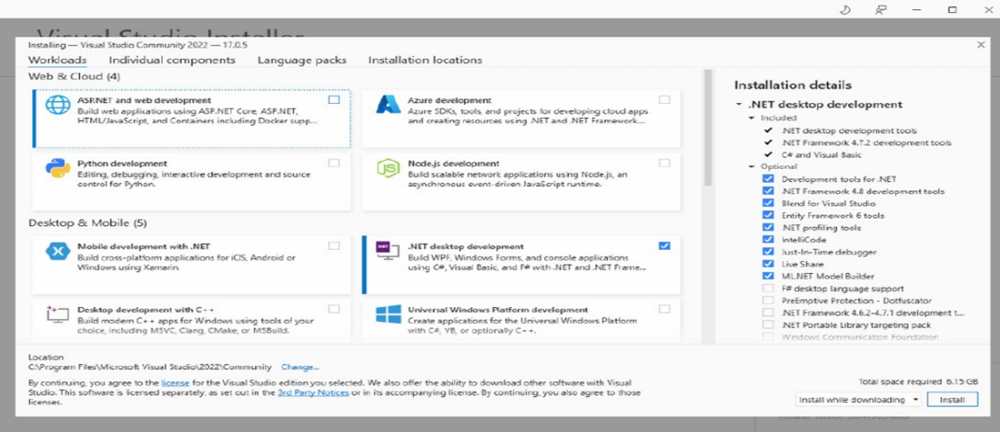 Visual Studio Installer
Installing — Visual Studio Community 2022 — 17.0.5
Workloads Individual components Language packs Installation locations
Web & Cloud (4)
ASP.NET and web development
Build web applications using ASP.NET Core, ASP.NET,
HTML/JavaScript, and Containers including Docker supp...
Azure development
Azure SDKs, tools, and projects for developing cloud apps
and creating resources using .NET and .NET Framework....
Python development
Editing, debugging, interactive development and source
control for Python.
Node.js development
Build scalable network applications using Node.js, an
asynchronous event-driven JavaScript runtime.
Desktop & Mobile (5)
Mobile development with .NET
Build cross-platform applications for iOS, Android or
Windows using Xamarin.
.NET desktop development
Build WPF, Windows Forms, and console applications
using C#, Visual Basic, and F# with .NET and .NET Frame...
Desktop development with C++
Build modern C++ apps for Windows using tools of your
choice, including MSVC, Clang, CMake, or MSBuild.
Universal Windows Platform development
Create applications for the Universal Windows Platform
with C#, VB, or optionally C++.
Installation details
.NET desktop development
Included
.NET desktop development tools
.NET Framework 4.7.2 development tools
C# and Visual Basic
Optional
Development tools for .NET
.NET Framework 4.8 development tools
Blend for Visual Studio
Entity Framework 6 tools
.NET profiling tools
IntelliCode
Just-In-Time debugger
Live Share
ML.NET Model Builder
F# desktop language support
PreEmptive Protection - Dotfuscator
.NET Framework 4.6.2-4.7.1 development t...
.NET Portable Library targeting pack
Windows Communication Foundation
Location
C:\Program Files\Microsoft Visual Studio\2022\Community Change...
By continuing, you agree to the license for the Visual Studio edition you selected. We also offer the ability to download other software with Visual
Studio. This software is licensed separately, as set out in the 3rd Party Notices or in its accompanying license. By continuing, you also agree to those
licenses.
Total space required 6.15 GB
Install while downloading Install